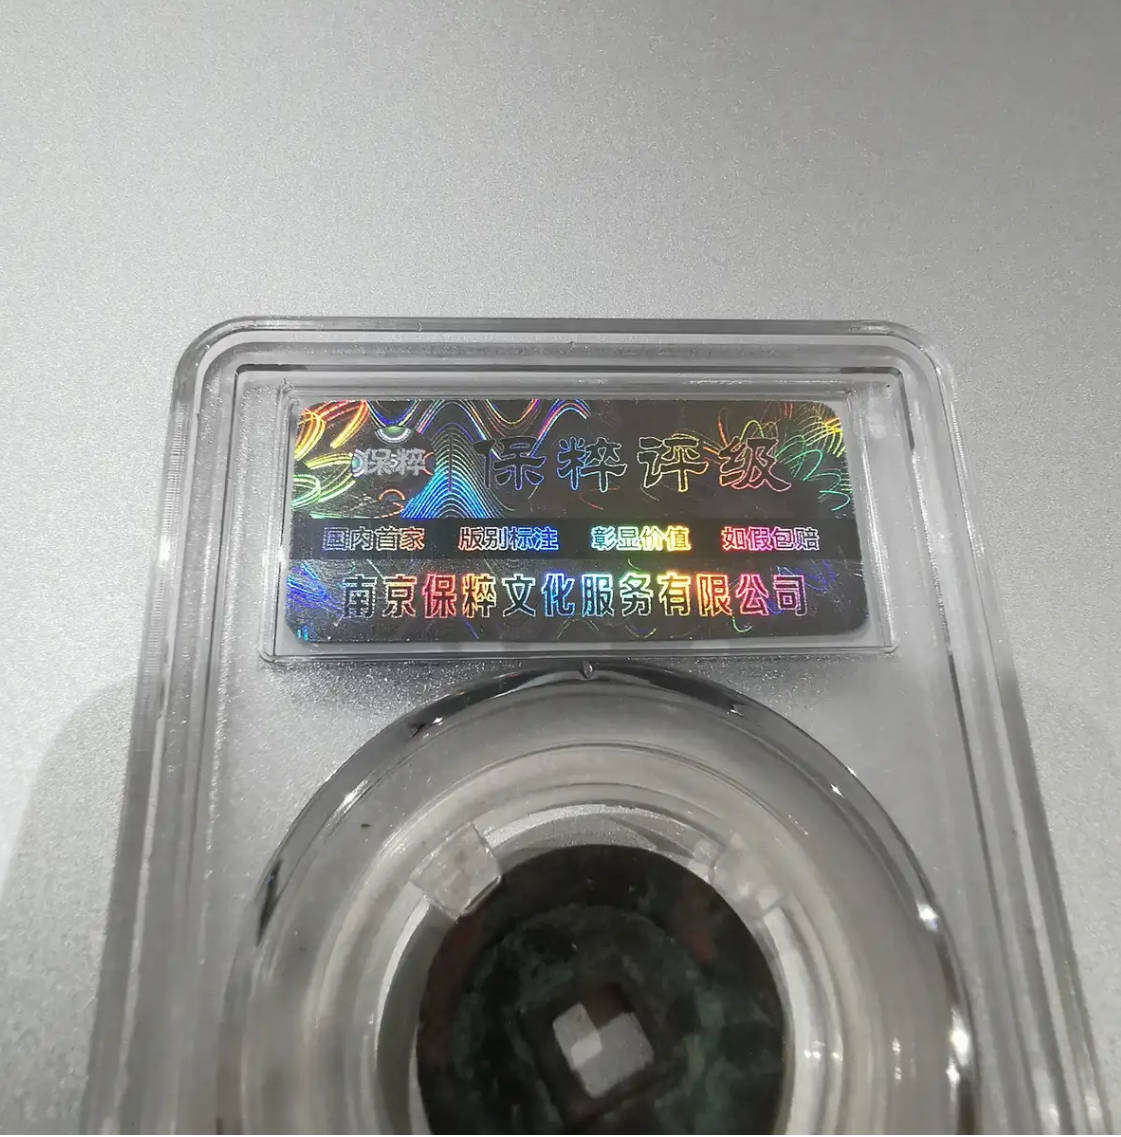 保粹 保粹评级
国内首家 版别标注 彰显价值 如假包赔
南京保粹文化服务有限公司